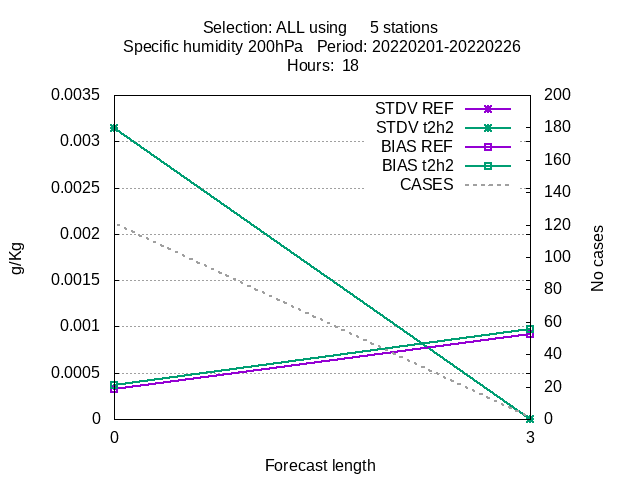 Selection: ALL using 5 stations
Specific humidity 200hPa Period: 20220201-20220226
Hours: 18
0.0035
0.003
0.0025
0.002
0.0015
0.001
0.0005
0
200
180
160
140
120
100
80
60
40
20
0
STDV REF
STDV t2h2
BIAS REF
BIAS t2h2
CASES
g/Kg
No cases
0 3
Forecast length